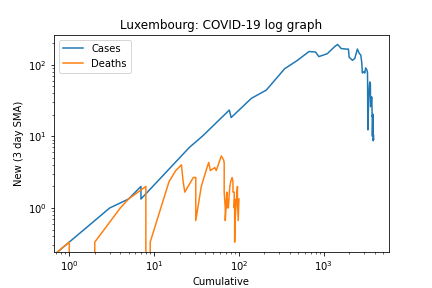 Luxembourg: COVID-19 log graph
Cases
Deaths
10²
10¹
10⁰
New (3 day SMA)
10⁰ 10¹ 10² 10³
Cumulative